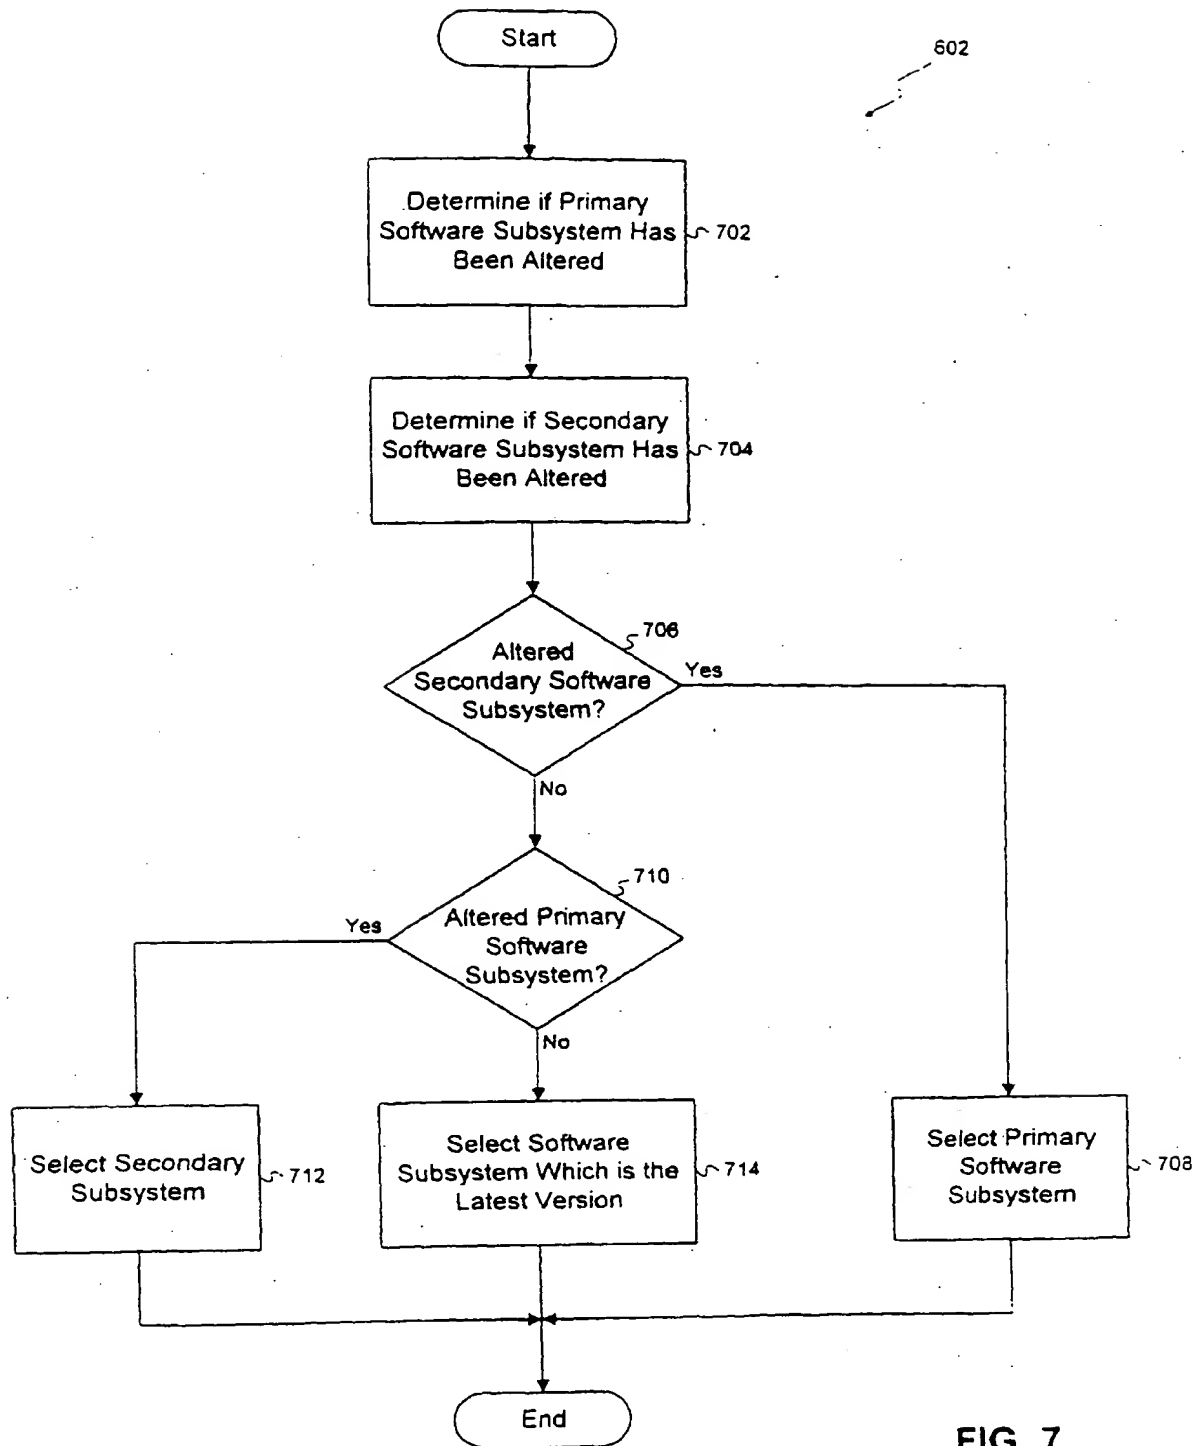 Start
602
Determine if Primary
Software Subsystem Has
Been Altered
702
Determine if Secondary
Software Subsystem Has
Been Altered
704
706
Altered
Secondary Software
Subsystem?
Yes
No
710
Altered Primary
Software
Subsystem?
Yes
No
Select Secondary
Subsystem
712
Select Software
Subsystem Which is the
Latest Version
714
Select Primary
Software
Subsystem
708
End
FIG. 7